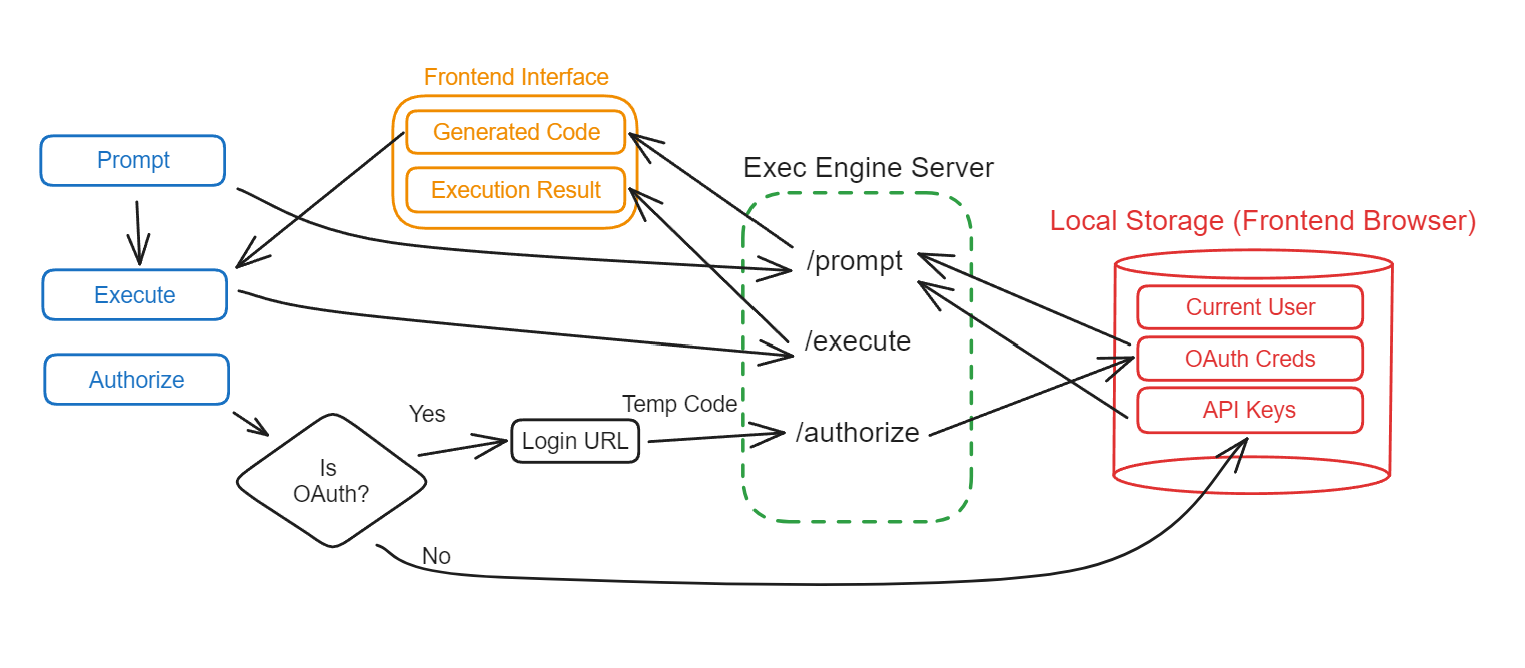 Frontend Interface
Generated Code
Execution Result
Prompt
Execute
Authorize
Is
OAuth?
Yes
No
Login URL
Temp Code
Exec Engine Server
/prompt
/execute
/authorize
Local Storage (Frontend Browser)
Current User
OAuth Creds
API Keys